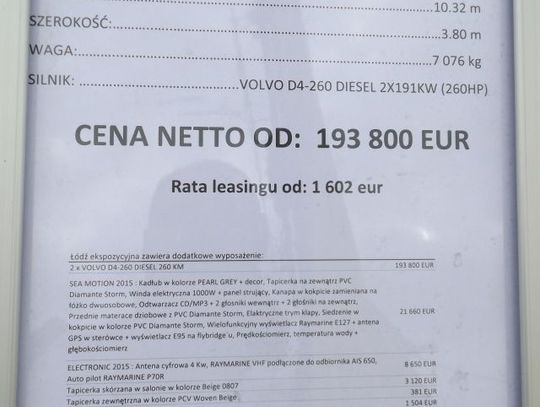 10.32 m
SZEROKOŚĆ: 3.80 m
WAGA: 7 076 kg
SILNIK: VOLVO D4-260 DIESEL 2X191KW (260HP)
CENA NETTO OD: 193 800 EUR
Rata leasingu od: 1 602 eur
Łódź ekspozycyjna zawiera dodatkowe wyposażenie:
2 x VOLVO D4-260 DIESEL 260 KM 193 800 EUR
SEA MOTION 2015 : Kadłub w kolorze PEARL GREY + decor, Tapicerka na zewnątrz PVC
Diamante Storm, Winda elektryczna 1000W + panel strujący, Kanapa w kokpicie zamieniana na
łóżko dwuosobowe, Odtwarzacz CD/MP3 + 2 głosniki wewnątrz + 2 głośniki na zewnątrz,
Przednie materace dziobowe z PVC Diamante Storm, Elaktryczne trym klapy, Siedzenie w
kokpicie w kolorze PVC Diamante Storm, Wielofunkcyjny wyświetlacz Raymarine E127 + antena
GPS w sterówce + wyświetlacz E95 na flybridge`u, Prędkościomierz, temperatura wody +
głębokościomierz 21 660 EUR
ELECTRONIC 2015 : Antena cyfrowa 4 Kw, RAYMARINE VHF podłączone do odbiornika AIS 650,
Auto pilot RAYMARINE P70R 8 650 EUR
Tapicerka skórzana w salonie w kolorze Beige 0807 3 120 EUR
Tapicerka zewnętrzna w kolorze PCV Woven Beige 381 EUR
1 504 EUR